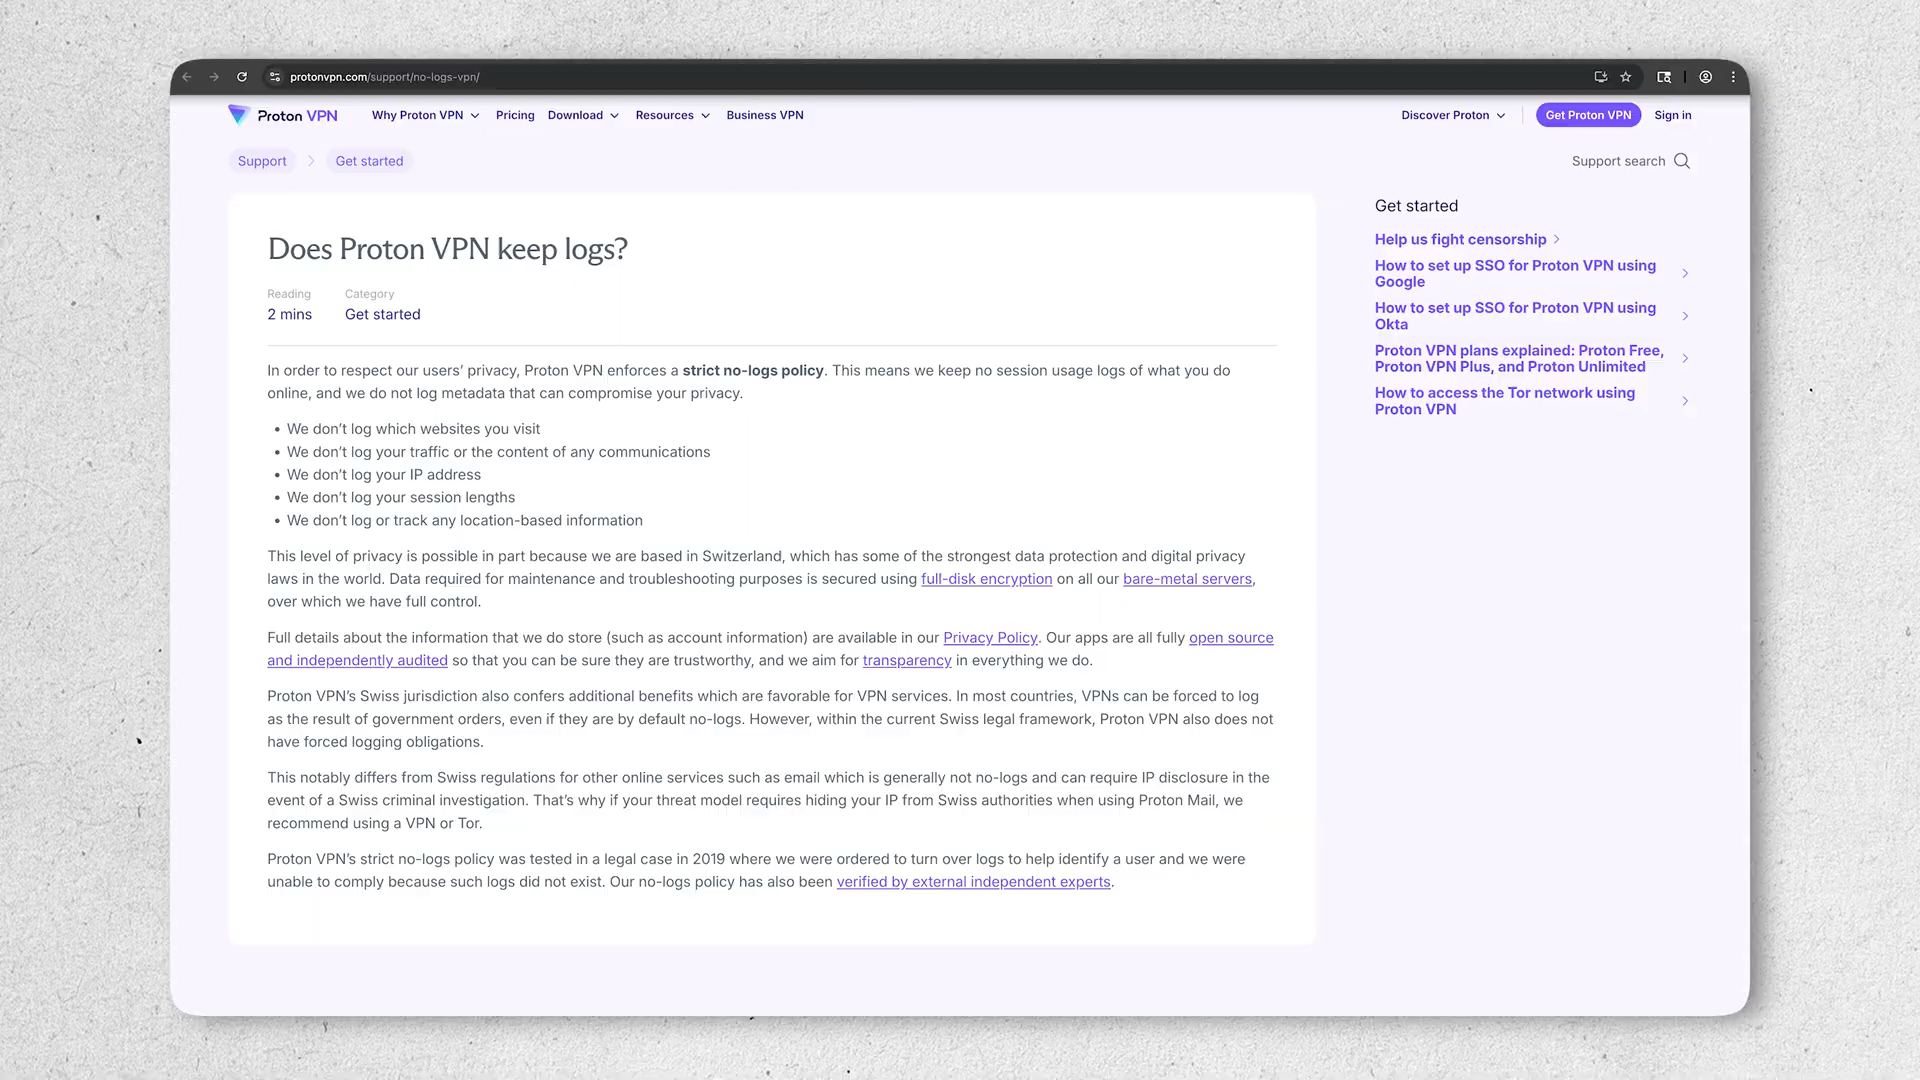 protonvpn.com/support/no-logs-vpn/
Proton VPN
Why Proton VPN
Pricing
Download
Resources
Business VPN
Discover Proton
Get Proton VPN
Sign in
Support
Get started
Support search
Does Proton VPN keep logs?
Reading
Category
2 mins
Get started
In order to respect our users’ privacy, Proton VPN enforces a strict no-logs policy. This means we keep no session usage logs of what you do
online, and we do not log metadata that can compromise your privacy.
• We don’t log which websites you visit
• We don’t log your traffic or the content of any communications
• We don’t log your IP address
• We don’t log your session lengths
• We don’t log or track any location-based information
This level of privacy is possible in part because we are based in Switzerland, which has some of the strongest data protection and digital privacy
laws in the world. Data required for maintenance and troubleshooting purposes is secured using full-disk encryption on all our bare-metal servers,
over which we have full control.
Full details about the information that we do store (such as account information) are available in our Privacy Policy. Our apps are all fully open source
and independently audited so that you can be sure they are trustworthy, and we aim for transparency in everything we do.
Proton VPN’s Swiss jurisdiction also confers additional benefits which are favorable for VPN services. In most countries, VPNs can be forced to log
as the result of government orders, even if they are by default no-logs. However, within the current Swiss legal framework, Proton VPN also does not
have forced logging obligations.
This notably differs from Swiss regulations for other online services such as email which is generally not no-logs and can require IP disclosure in the
event of a Swiss criminal investigation. That’s why if your threat model requires hiding your IP from Swiss authorities when using Proton Mail, we
recommend using a VPN or Tor.
Proton VPN’s strict no-logs policy was tested in a legal case in 2019 where we were ordered to turn over logs to help identify a user and we were
unable to comply because such logs did not exist. Our no-logs policy has also been verified by external independent experts.
Get started
Help us fight censorship
How to set up SSO for Proton VPN using
Google
How to set up SSO for Proton VPN using
Okta
Proton VPN plans explained: Proton Free,
Proton VPN Plus, and Proton Unlimited
How to access the Tor network using
Proton VPN